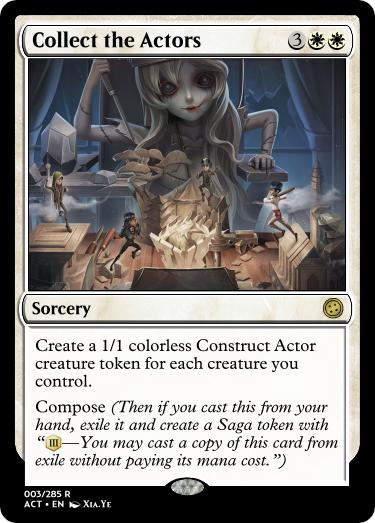 Collect the Actors 3
Sorcery
Create a 1/1 colorless Construct Actor
creature token for each creature you
control.
Compose (Then if you cast this from your
hand, exile it and create a Saga token with
“III—You may cast a copy of this card from
exile without paying its mana cost.”)
003/285 R
ACT • EN Xia.Ye